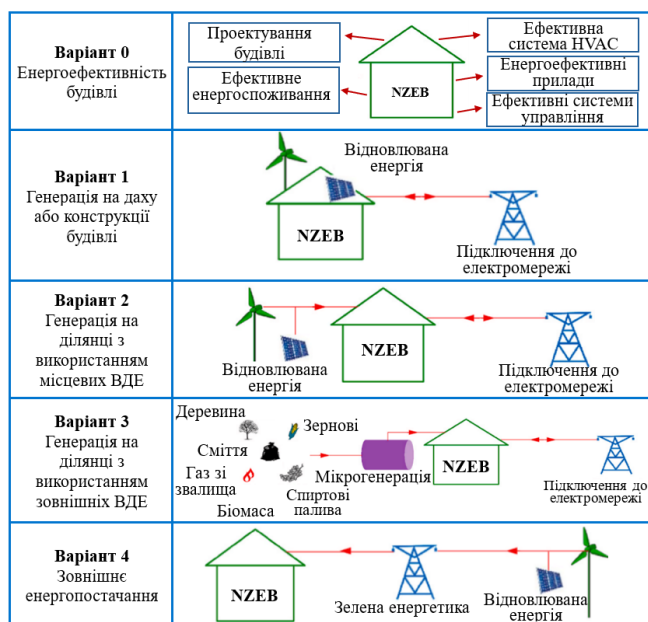 Варіант 0
Енергоефективність
будівлі
Проектування
будівлі
Ефективне
енергоспоживання
NZEB
Ефективна
система HVAC
Енергоефективні
прилади
Ефективні системи
управління
Варіант 1
Генерація на даху
або конструкції
будівлі
Відновлювана
енергія
NZEB
Підключення до
електромережі
Варіант 2
Генерація на
ділянці з
використанням
місцевих ВДЕ
Відновлювана
енергія
NZEB
Підключення до
електромережі
Варіант 3
Генерація на
ділянці з
використанням
зовнішніх ВДЕ
Деревина
Зернові
Сміття
Газ зі
звалища
Спиртові
палива
Біомаса
Мікрогенерація
NZEB
Підключення до
електромережі
Варіант 4
Зовнішнє
енергопостачання
NZEB
Зелена енергетика
Відновлювана
енергія